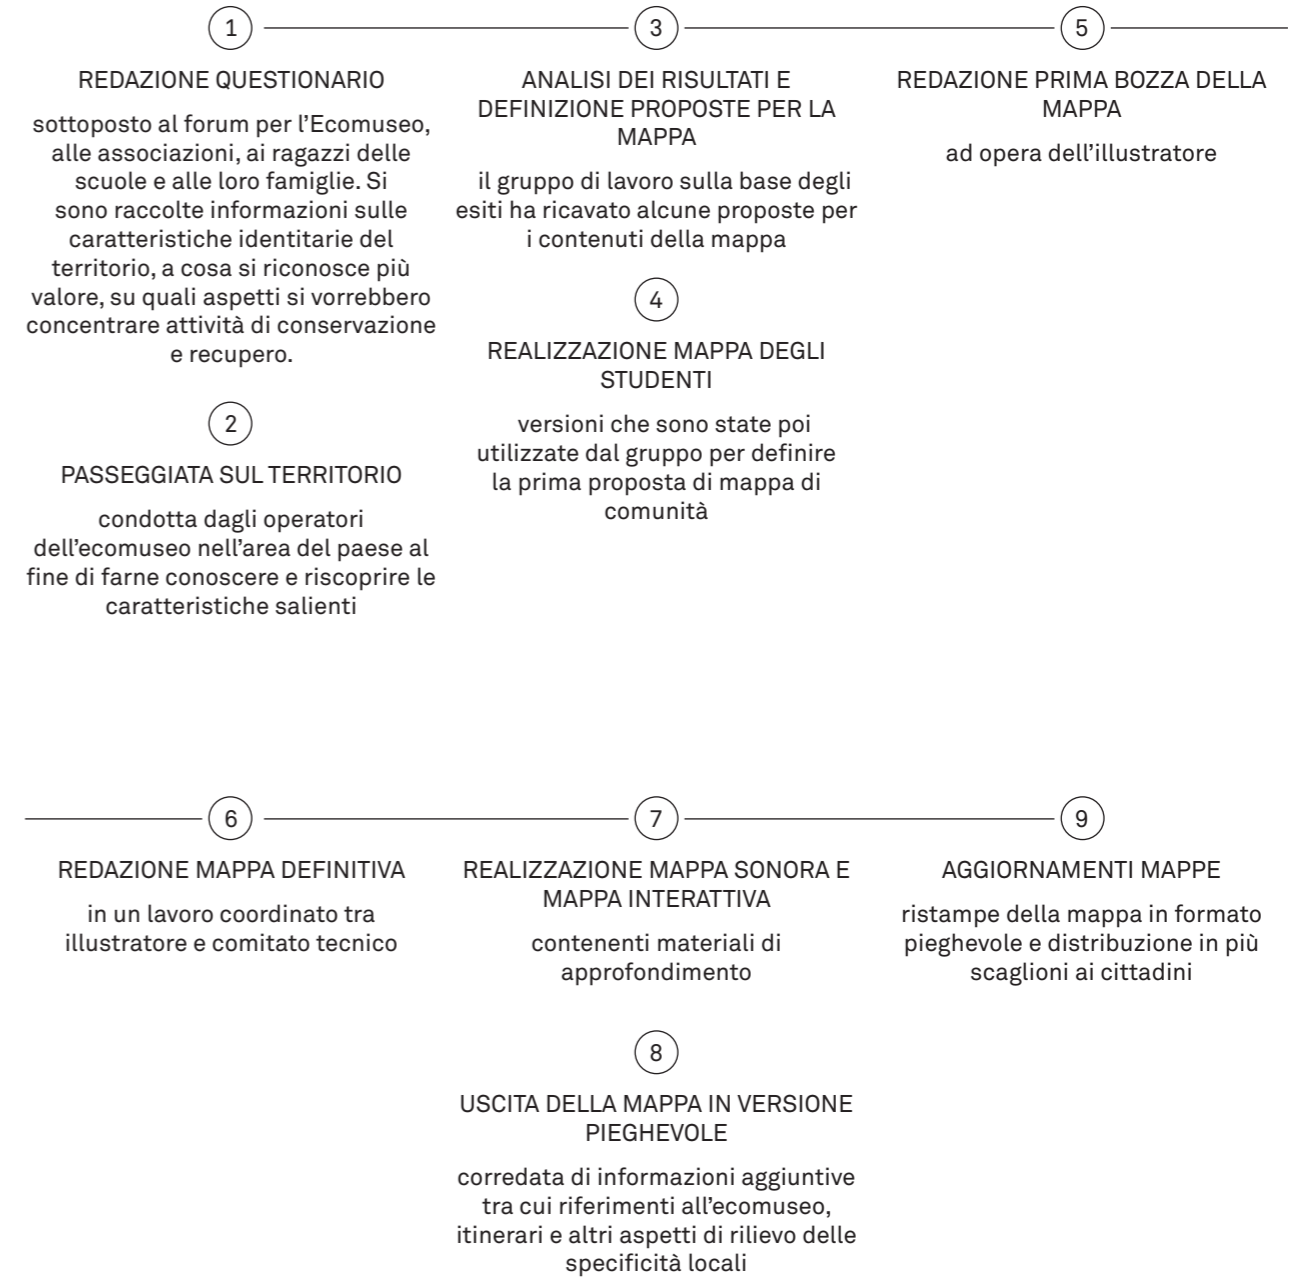 1
REDAZIONE QUESTIONARIO
sottoposto al forum per l’Ecomuseo,
alle associazioni, ai ragazzi delle
scuole e alle loro famiglie. Si
sono raccolte informazioni sulle
caratteristiche identitarie del
territorio, a cosa si riconosce più
valore, su quali aspetti si vorrebbero
concentrare attività di conservazione
e recupero.
2
PASSEGGIATA SUL TERRITORIO
condotta dagli operatori
dell’ecomuseo nell’area del paese al
fine di farne conoscere e riscoprire le
caratteristiche salienti
3
ANALISI DEI RISULTATI E
DEFINIZIONE PROPOSTE PER LA
MAPPA
il gruppo di lavoro sulla base degli
esiti ha ricavato alcune proposte per
i contenuti della mappa
4
REALIZZAZIONE MAPPA DEGLI
STUDENTI
versioni che sono state poi
utilizzate dal gruppo per definire
la prima proposta di mappa di
comunità
5
REDAZIONE PRIMA BOZZA DELLA
MAPPA
ad opera dell’illustratore
6
REDAZIONE MAPPA DEFINITIVA
in un lavoro coordinato tra
illustratore e comitato tecnico
7
REALIZZAZIONE MAPPA SONORA E
MAPPA INTERATTIVA
contenenti materiali di
approfondimento
8
USCITA DELLA MAPPA IN VERSIONE
PIEGHEVOLE
corredata di informazioni aggiuntive
tra cui riferimenti all’ecomuseo,
itinerari e altri aspetti di rilievo delle
specificità locali
9
AGGIORNAMENTI MAPPE
ristampe della mappa in formato
pieghevole e distribuzione in più
scaglioni ai cittadini